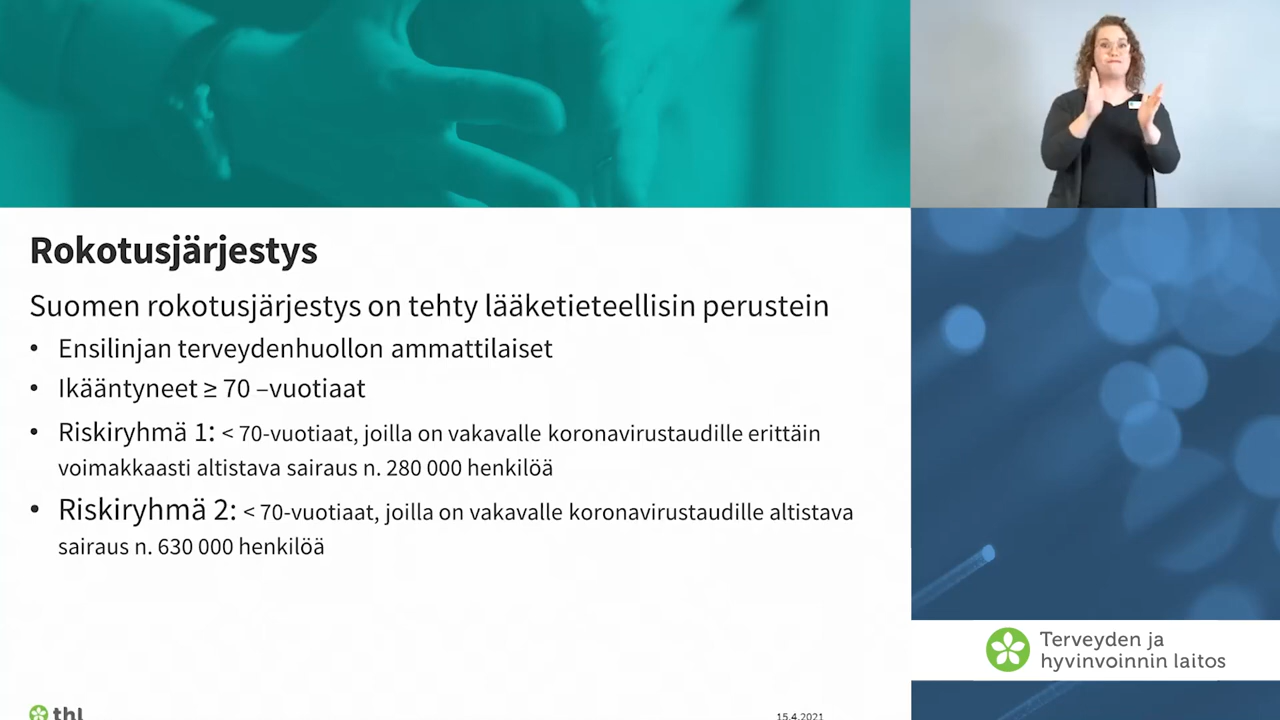 Rokotusjärjestys
Suomen rokotusjärjestys on tehty lääketieteellisin perustein
• Ensilinjan terveydenhuollon ammattilaiset
• Ikääntyneet ≥ 70 –vuotiaat
• Riskiryhmä 1: < 70-vuotiaat, joilla on vakavalle koronavirustaudille erittäin
voimakkaasti altistava sairaus n. 280 000 henkilöä
• Riskiryhmä 2: < 70-vuotiaat, joilla on vakavalle koronavirustaudille altistava
sairaus n. 630 000 henkilöä
Terveyden ja
hyvinvoinnin laitos
thl
15.4.2021